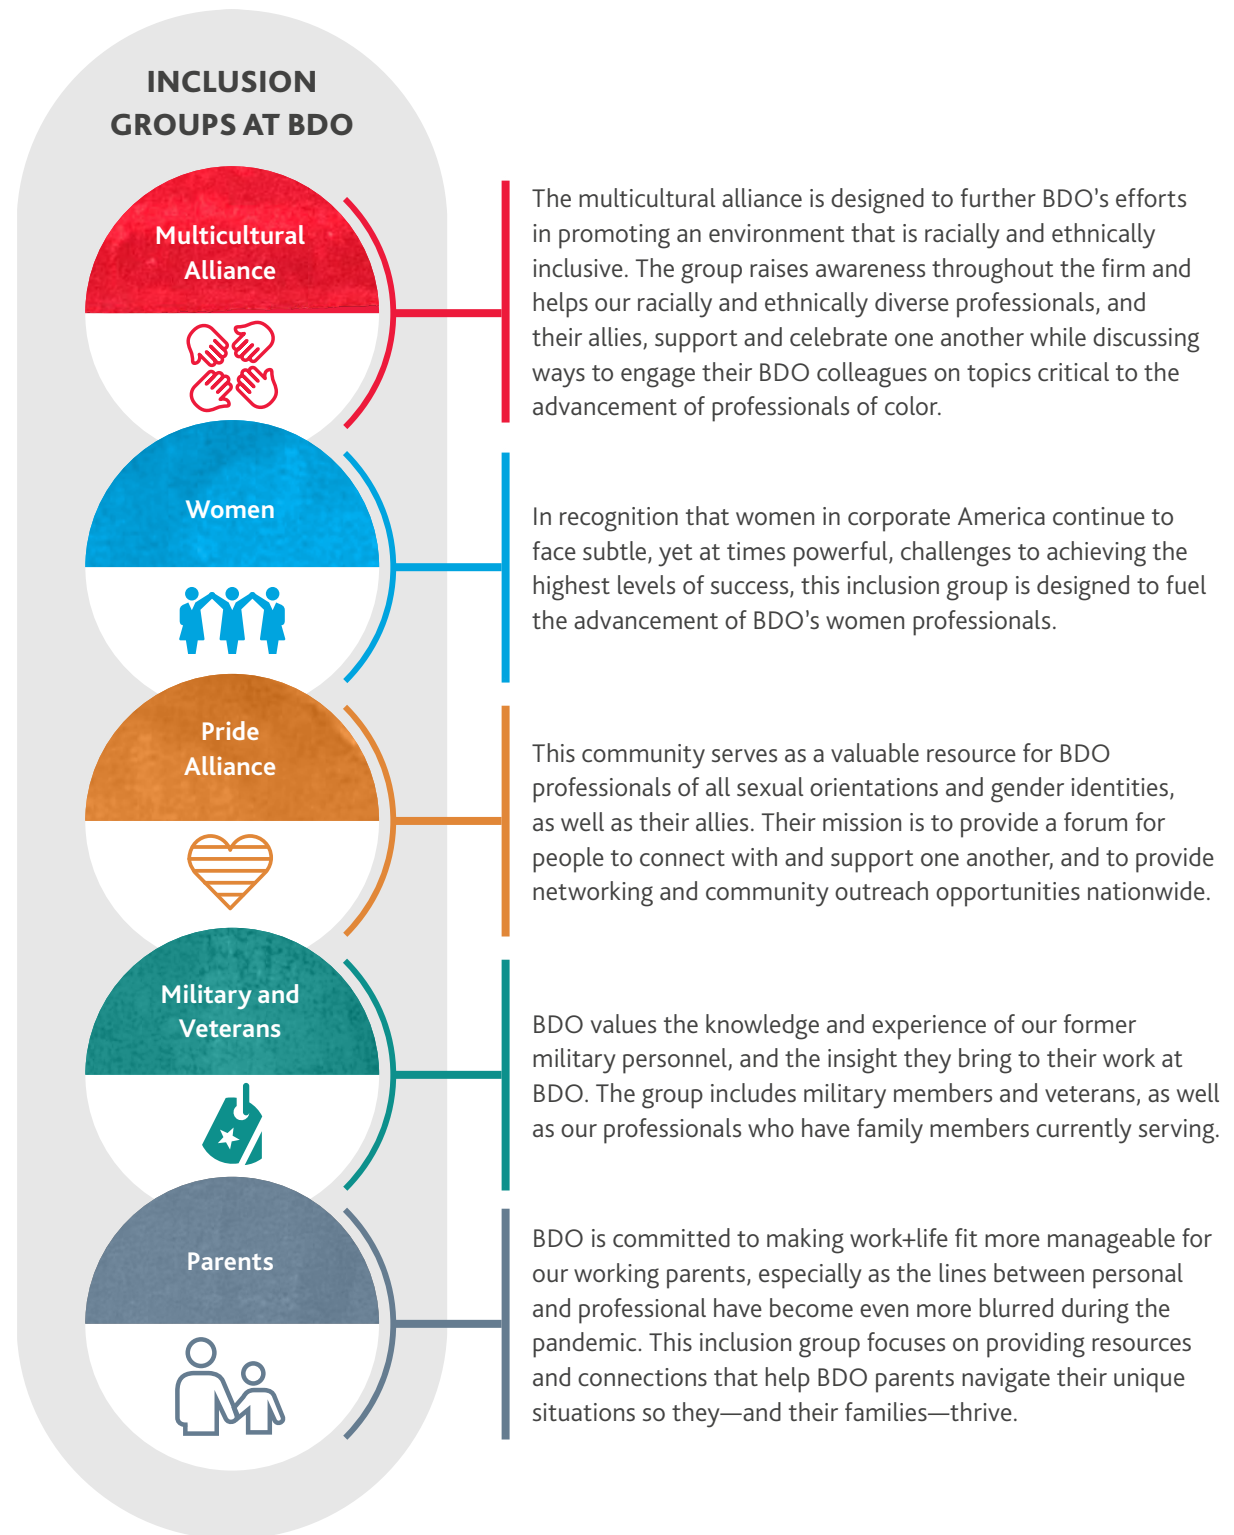 INCLUSION
GROUPS AT BDO
Multicultural
Alliance
The multicultural alliance is designed to further BDO’s efforts
in promoting an environment that is racially and ethnically
inclusive. The group raises awareness throughout the firm and
helps our racially and ethnically diverse professionals, and
their allies, support and celebrate one another while discussing
ways to engage their BDO colleagues on topics critical to the
advancement of professionals of color.
Women
In recognition that women in corporate America continue to
face subtle, yet at times powerful, challenges to achieving the
highest levels of success, this inclusion group is designed to fuel
the advancement of BDO’s women professionals.
Pride
Alliance
This community serves as a valuable resource for BDO
professionals of all sexual orientations and gender identities,
as well as their allies. Their mission is to provide a forum for
people to connect with and support one another, and to provide
networking and community outreach opportunities nationwide.
Military and
Veterans
BDO values the knowledge and experience of our former
military personnel, and the insight they bring to their work at
BDO. The group includes military members and veterans, as well
as our professionals who have family members currently serving.
Parents
BDO is committed to making work+life fit more manageable for
our working parents, especially as the lines between personal
and professional have become even more blurred during the
pandemic. This inclusion group focuses on providing resources
and connections that help BDO parents navigate their unique
situations so they—and their families—thrive.